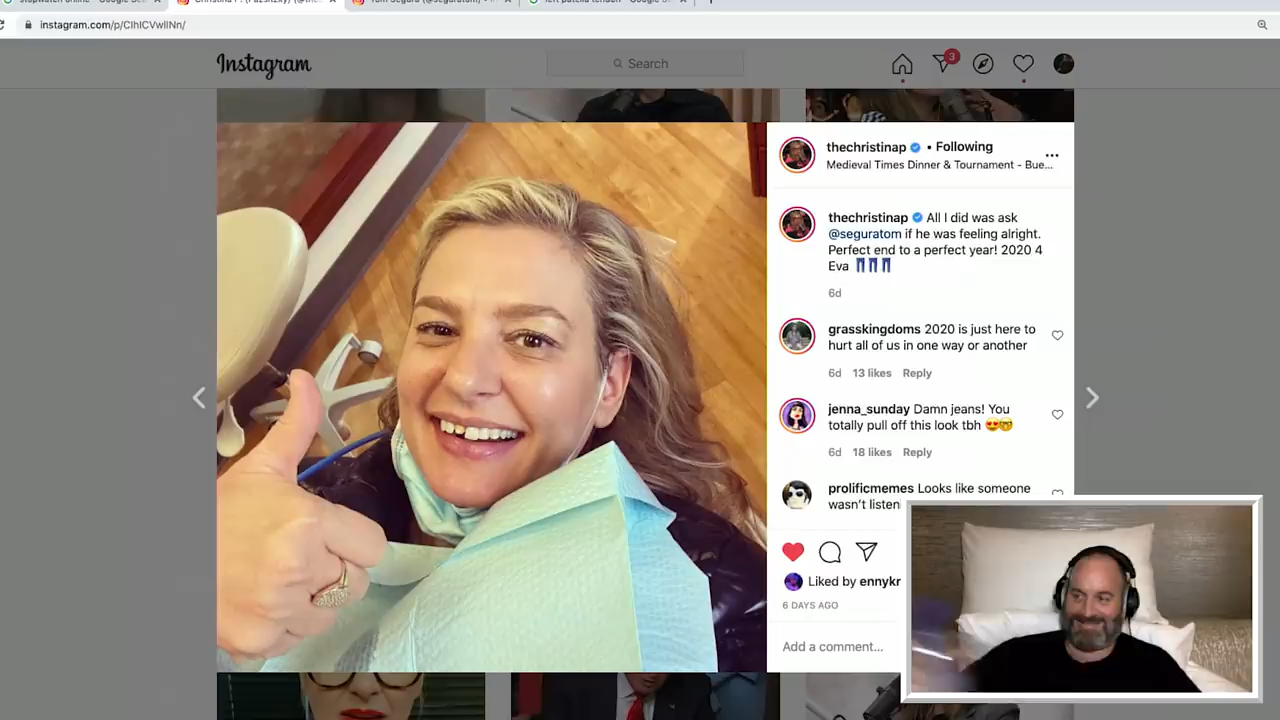 instagram.com/p/CIhICVwlINn/
Instagram
Search
3
thechristinap • Following
Medieval Times Dinner & Tournament - Bue...
thechristinap All I did was ask
@seguratom if he was feeling alright.
Perfect end to a perfect year! 2020 4
Eva 👖👖👖
6d
grasskingdoms 2020 is just here to
hurt all of us in one way or another
6d 13 likes Reply
jenna_sunday Damn jeans! You
totally pull off this look tbh 😍🤓
6d 18 likes Reply
prolificmemes Looks like someone
wasn't listen
Liked by ennykr
6 DAYS AGO
Add a comment...